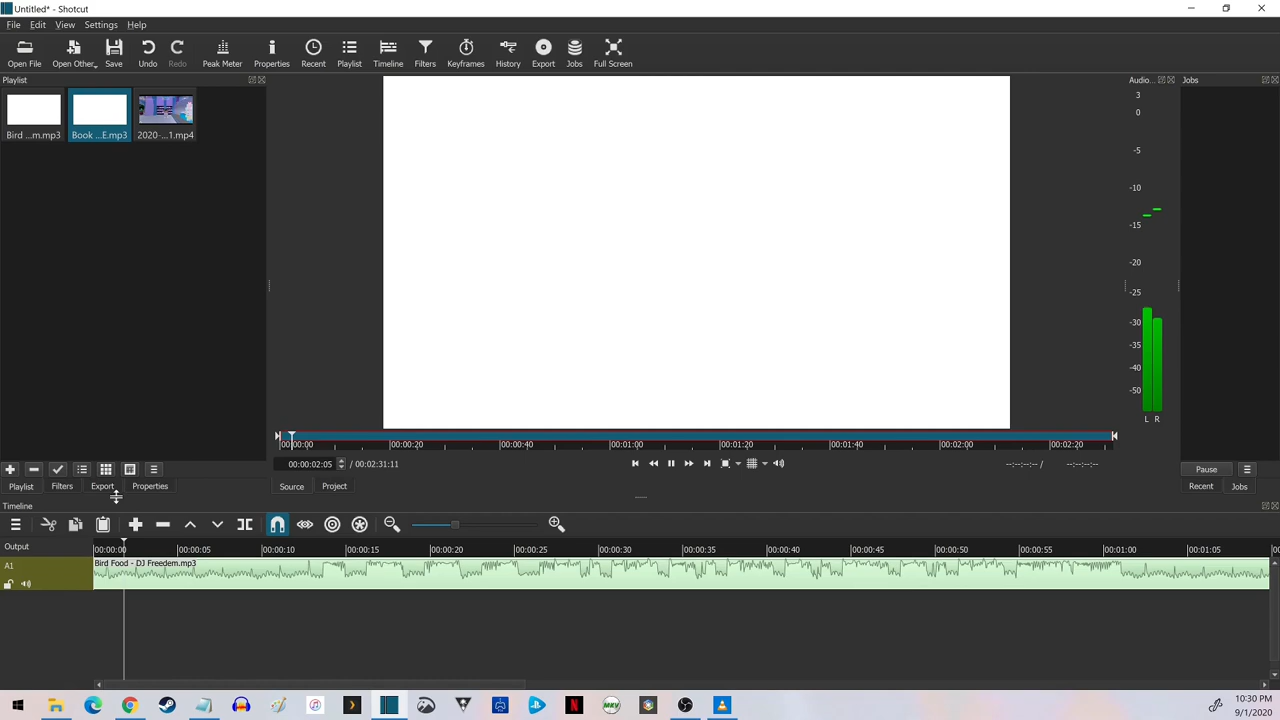 Untitled* - Shotcut
File Edit View Settings Help
Open File Open Other.. Save Undo Redo Peak Meter Properties Recent Playlist Timeline Filters Keyframes History Export Jobs Full Screen
Playlist
Audio...
Jobs
Bird ...m.mp3 Book ...E.mp3 2020-...1.mp4
3
0
-5
-10
-15
-20
-25
-30
-35
-40
-50
L R
00:00:00 00:00:20 00:00:40 00:01:00 00:01:20 00:01:40 00:02:00 00:02:20
00:00:02:05 / 00:02:31:11
--:--:--:-- / --:--:--:--
Pause
Playlist Filters Export Properties
Source Project
Recent Jobs
Timeline
Output
00:00:00 00:00:05 00:00:10 00:00:15 00:00:20 00:00:25 00:00:30 00:00:35 00:00:40 00:00:45 00:00:50 00:00:55 00:01:00 00:01:05
A1
Bird Food - DJ Freedem.mp3
MKV
10:30 PM
9/1/2020